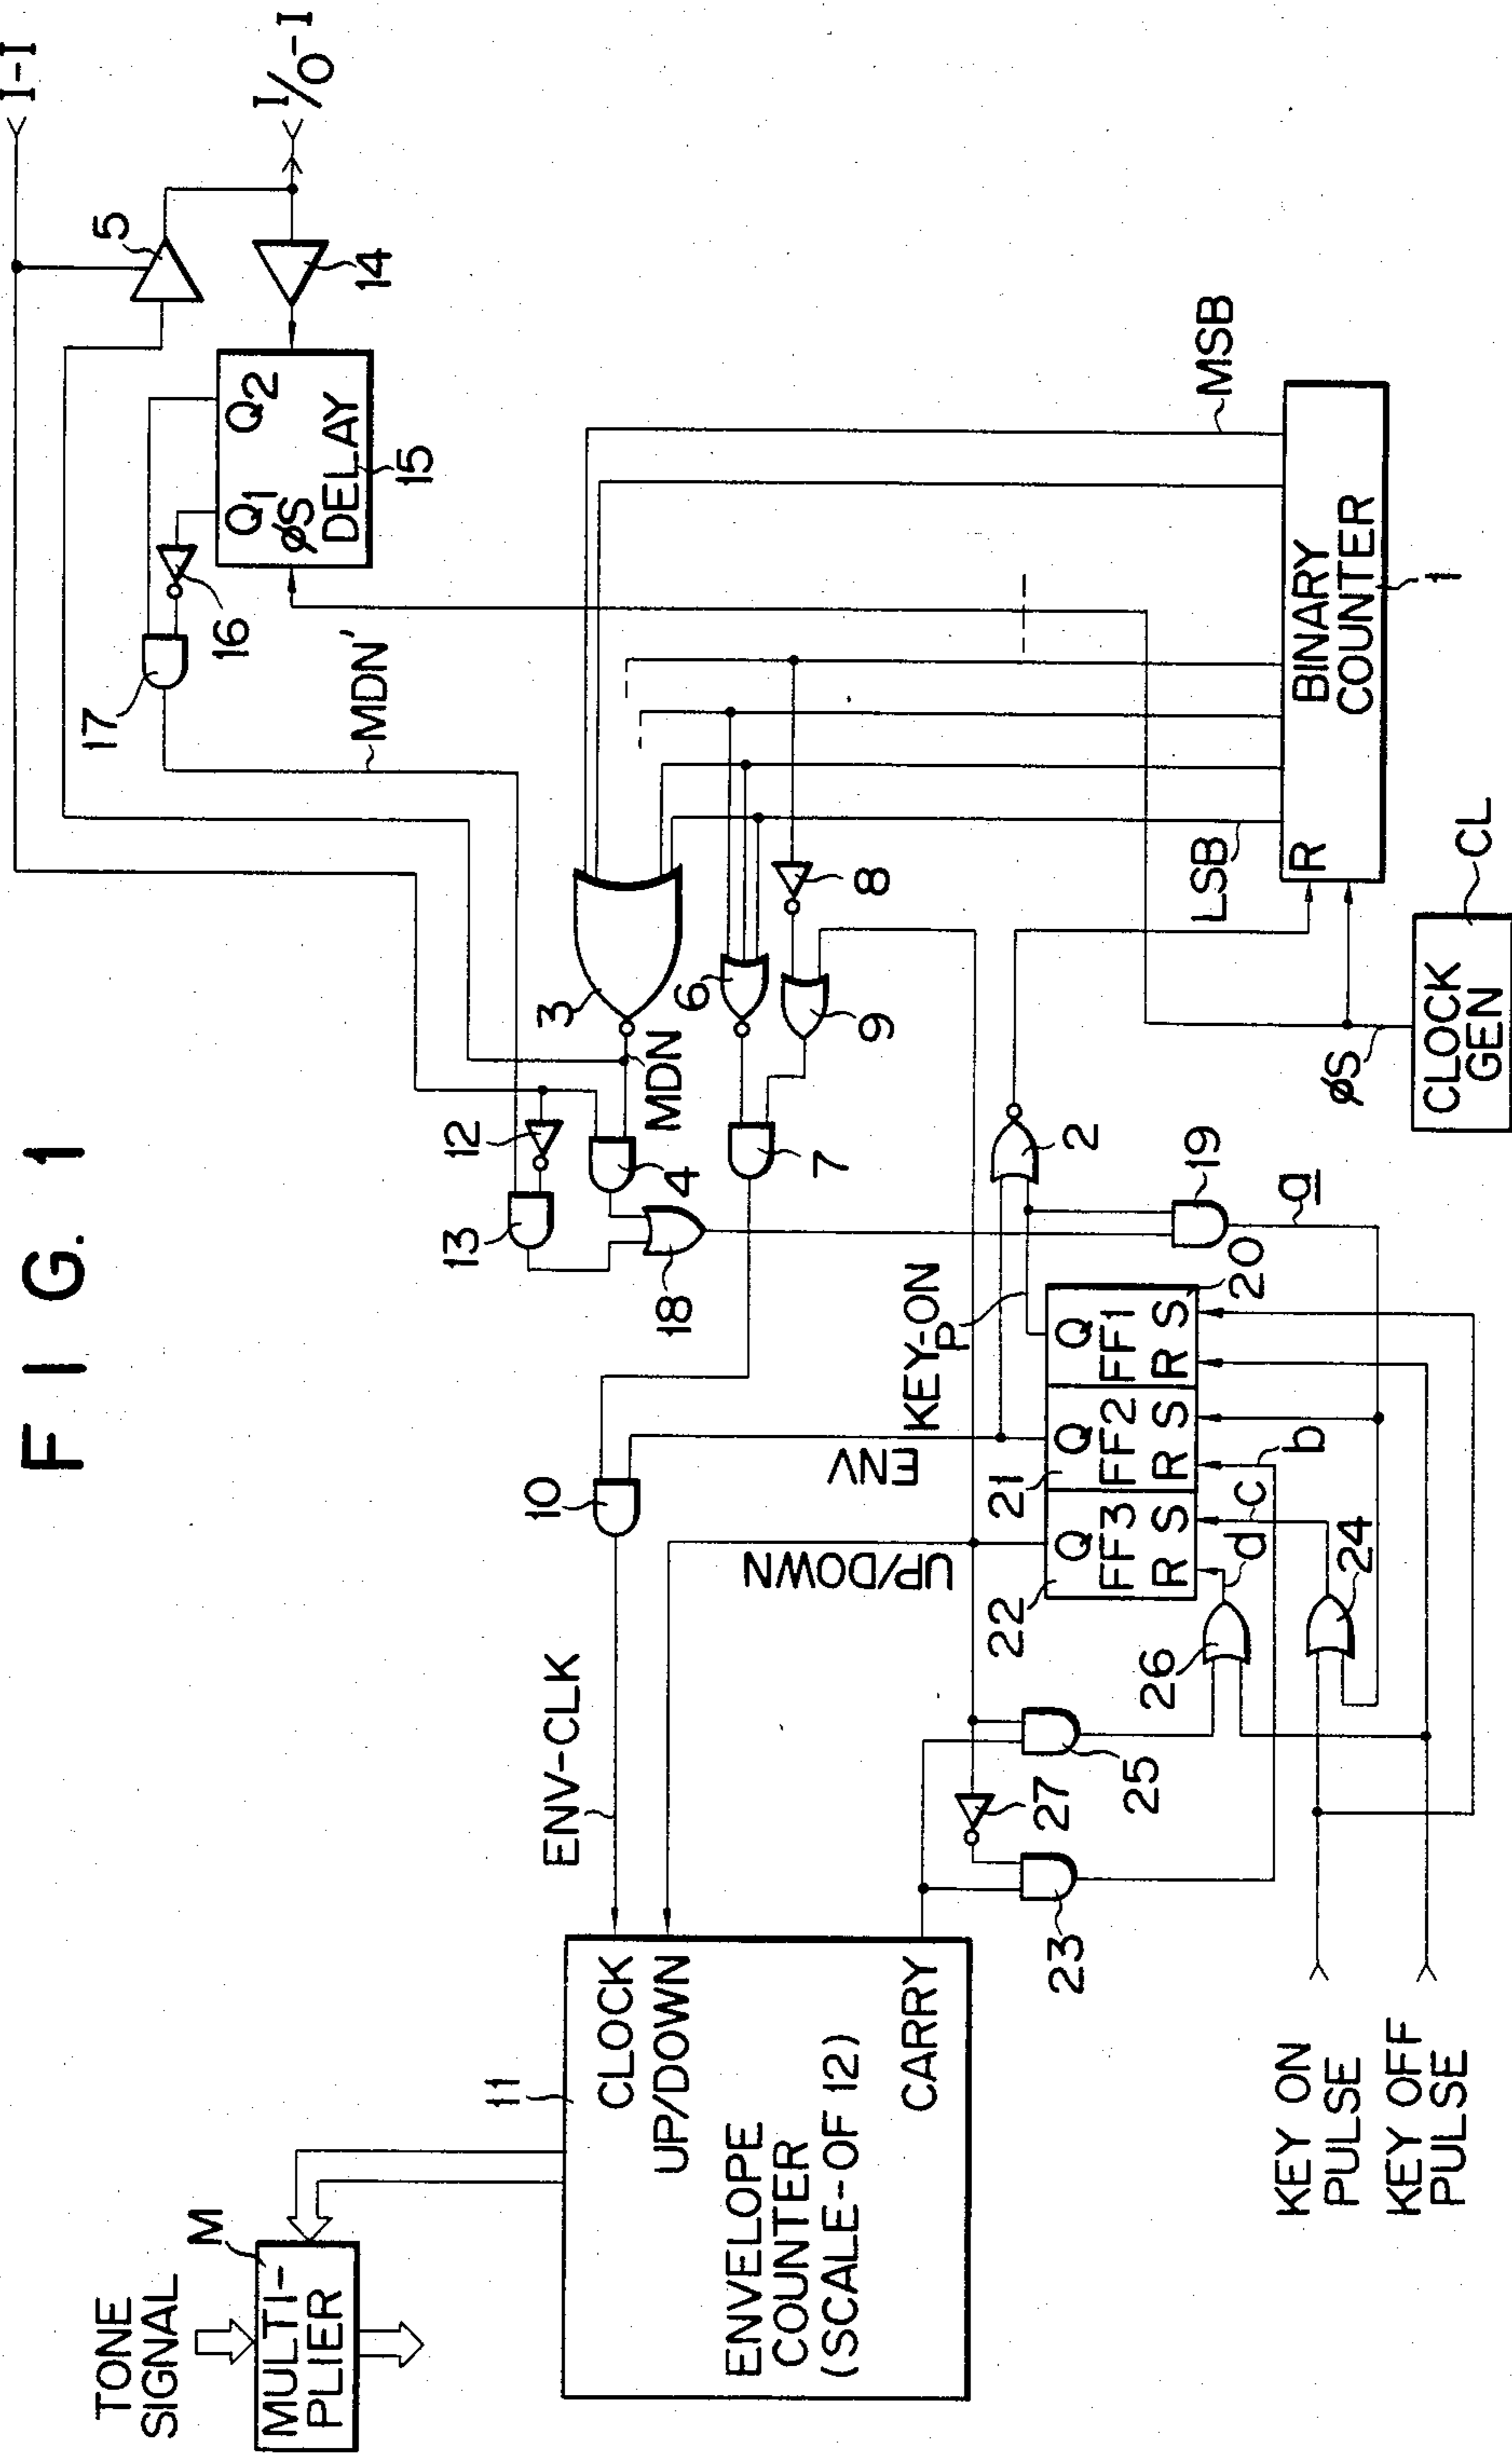 FIG. 1
I-I
I/O-I
5
14
Q1
Q2
φS
DELAY
15
16
17
MDN'
MSB
LSB
BINARY
COUNTER
1
R
CL
CLOCK
GEN
φS
3
MDN
6
8
9
12
13
4
7
18
2
19
a
20
KEY-ON
P
Q
FF1
R S
Q
FF2
R S
21
Q
FF3
R S
22
b
c
d
24
26
25
27
23
10
ENV
UP/DOWN
ENV-CLK
11
CLOCK
UP/DOWN
CARRY
ENVELOPE
COUNTER
(SCALE-OF 12)
M
TONE
SIGNAL
MULTI-
PLIER
KEY ON
PULSE
KEY OFF
PULSE